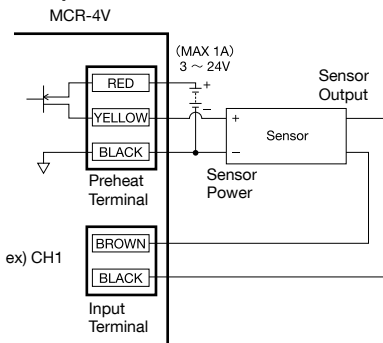 MCR-4V
(MAX 1A)
3 ～ 24V
Sensor
Output
RED
+
YELLOW
−
+
Sensor
BLACK
−
Preheat
Terminal
Sensor
Power
BROWN
ex) CH1
BLACK
Input
Terminal